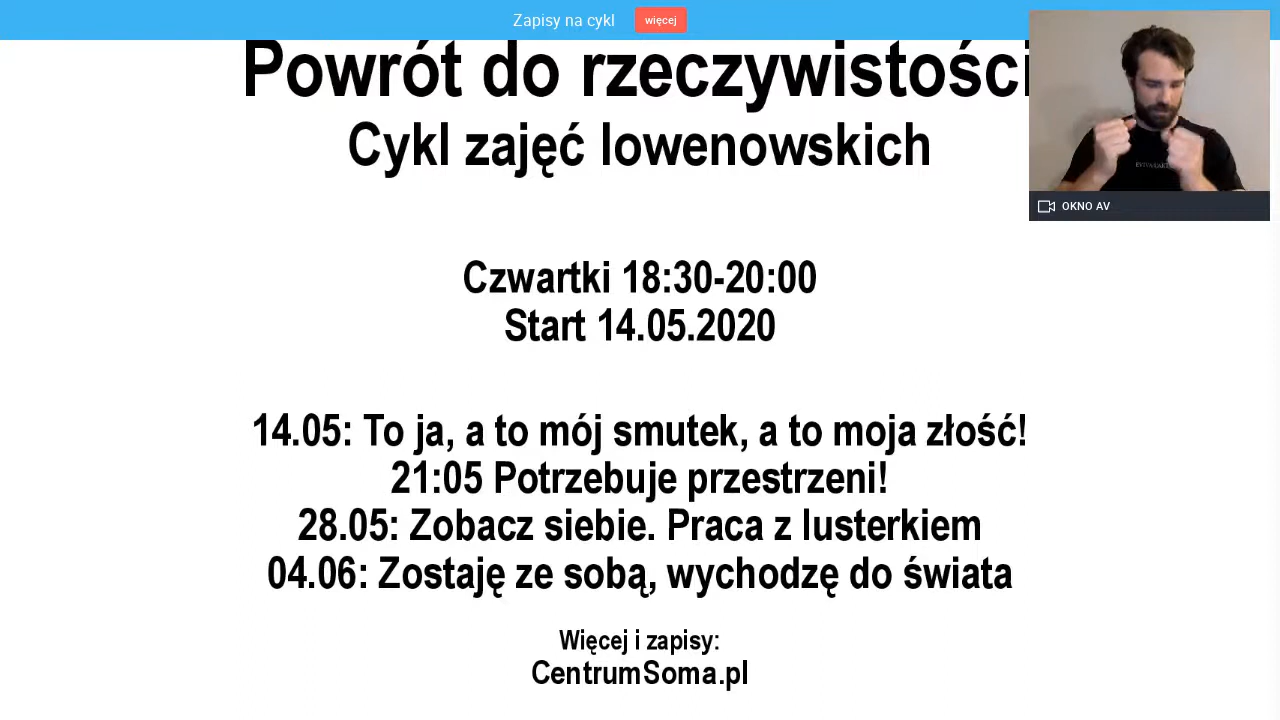 Zapisy na cykl
więcej
Powrót do rzeczywistości
Cykl zajęć lowenowskich
OKNO AV
Czwartki 18:30-20:00
Start 14.05.2020
14.05: To ja, a to mój smutek, a to moja złość!
21:05 Potrzebuje przestrzeni!
28.05: Zobacz siebie. Praca z lusterkiem
04.06: Zostaję ze sobą, wychodzę do świata
Więcej i zapisy:
CentrumSoma.pl